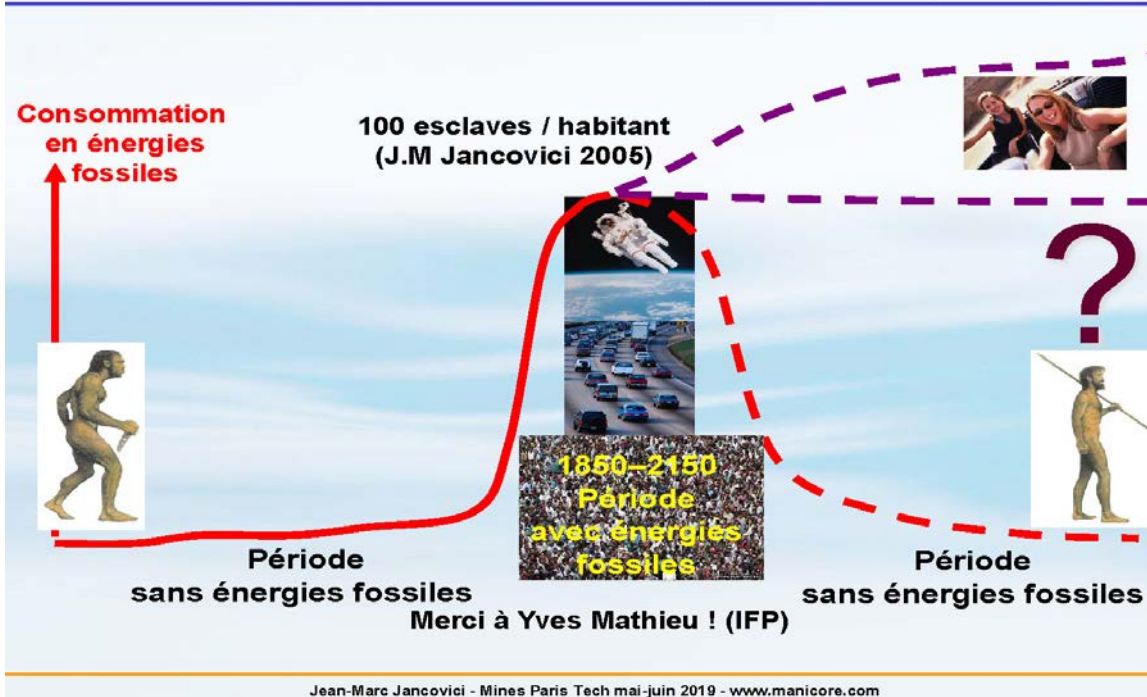 Consommation
en énergies
fossiles
100 esclaves / habitant
(J.M Jancovici 2005)
?
1850–2150
Période
avec énergies
fossiles
Période
sans énergies fossiles
Période
sans énergies fossiles
Merci à Yves Mathieu ! (IFP)
Jean-Marc Jancovici - Mines Paris Tech mai-juin 2019 - www.manicore.com